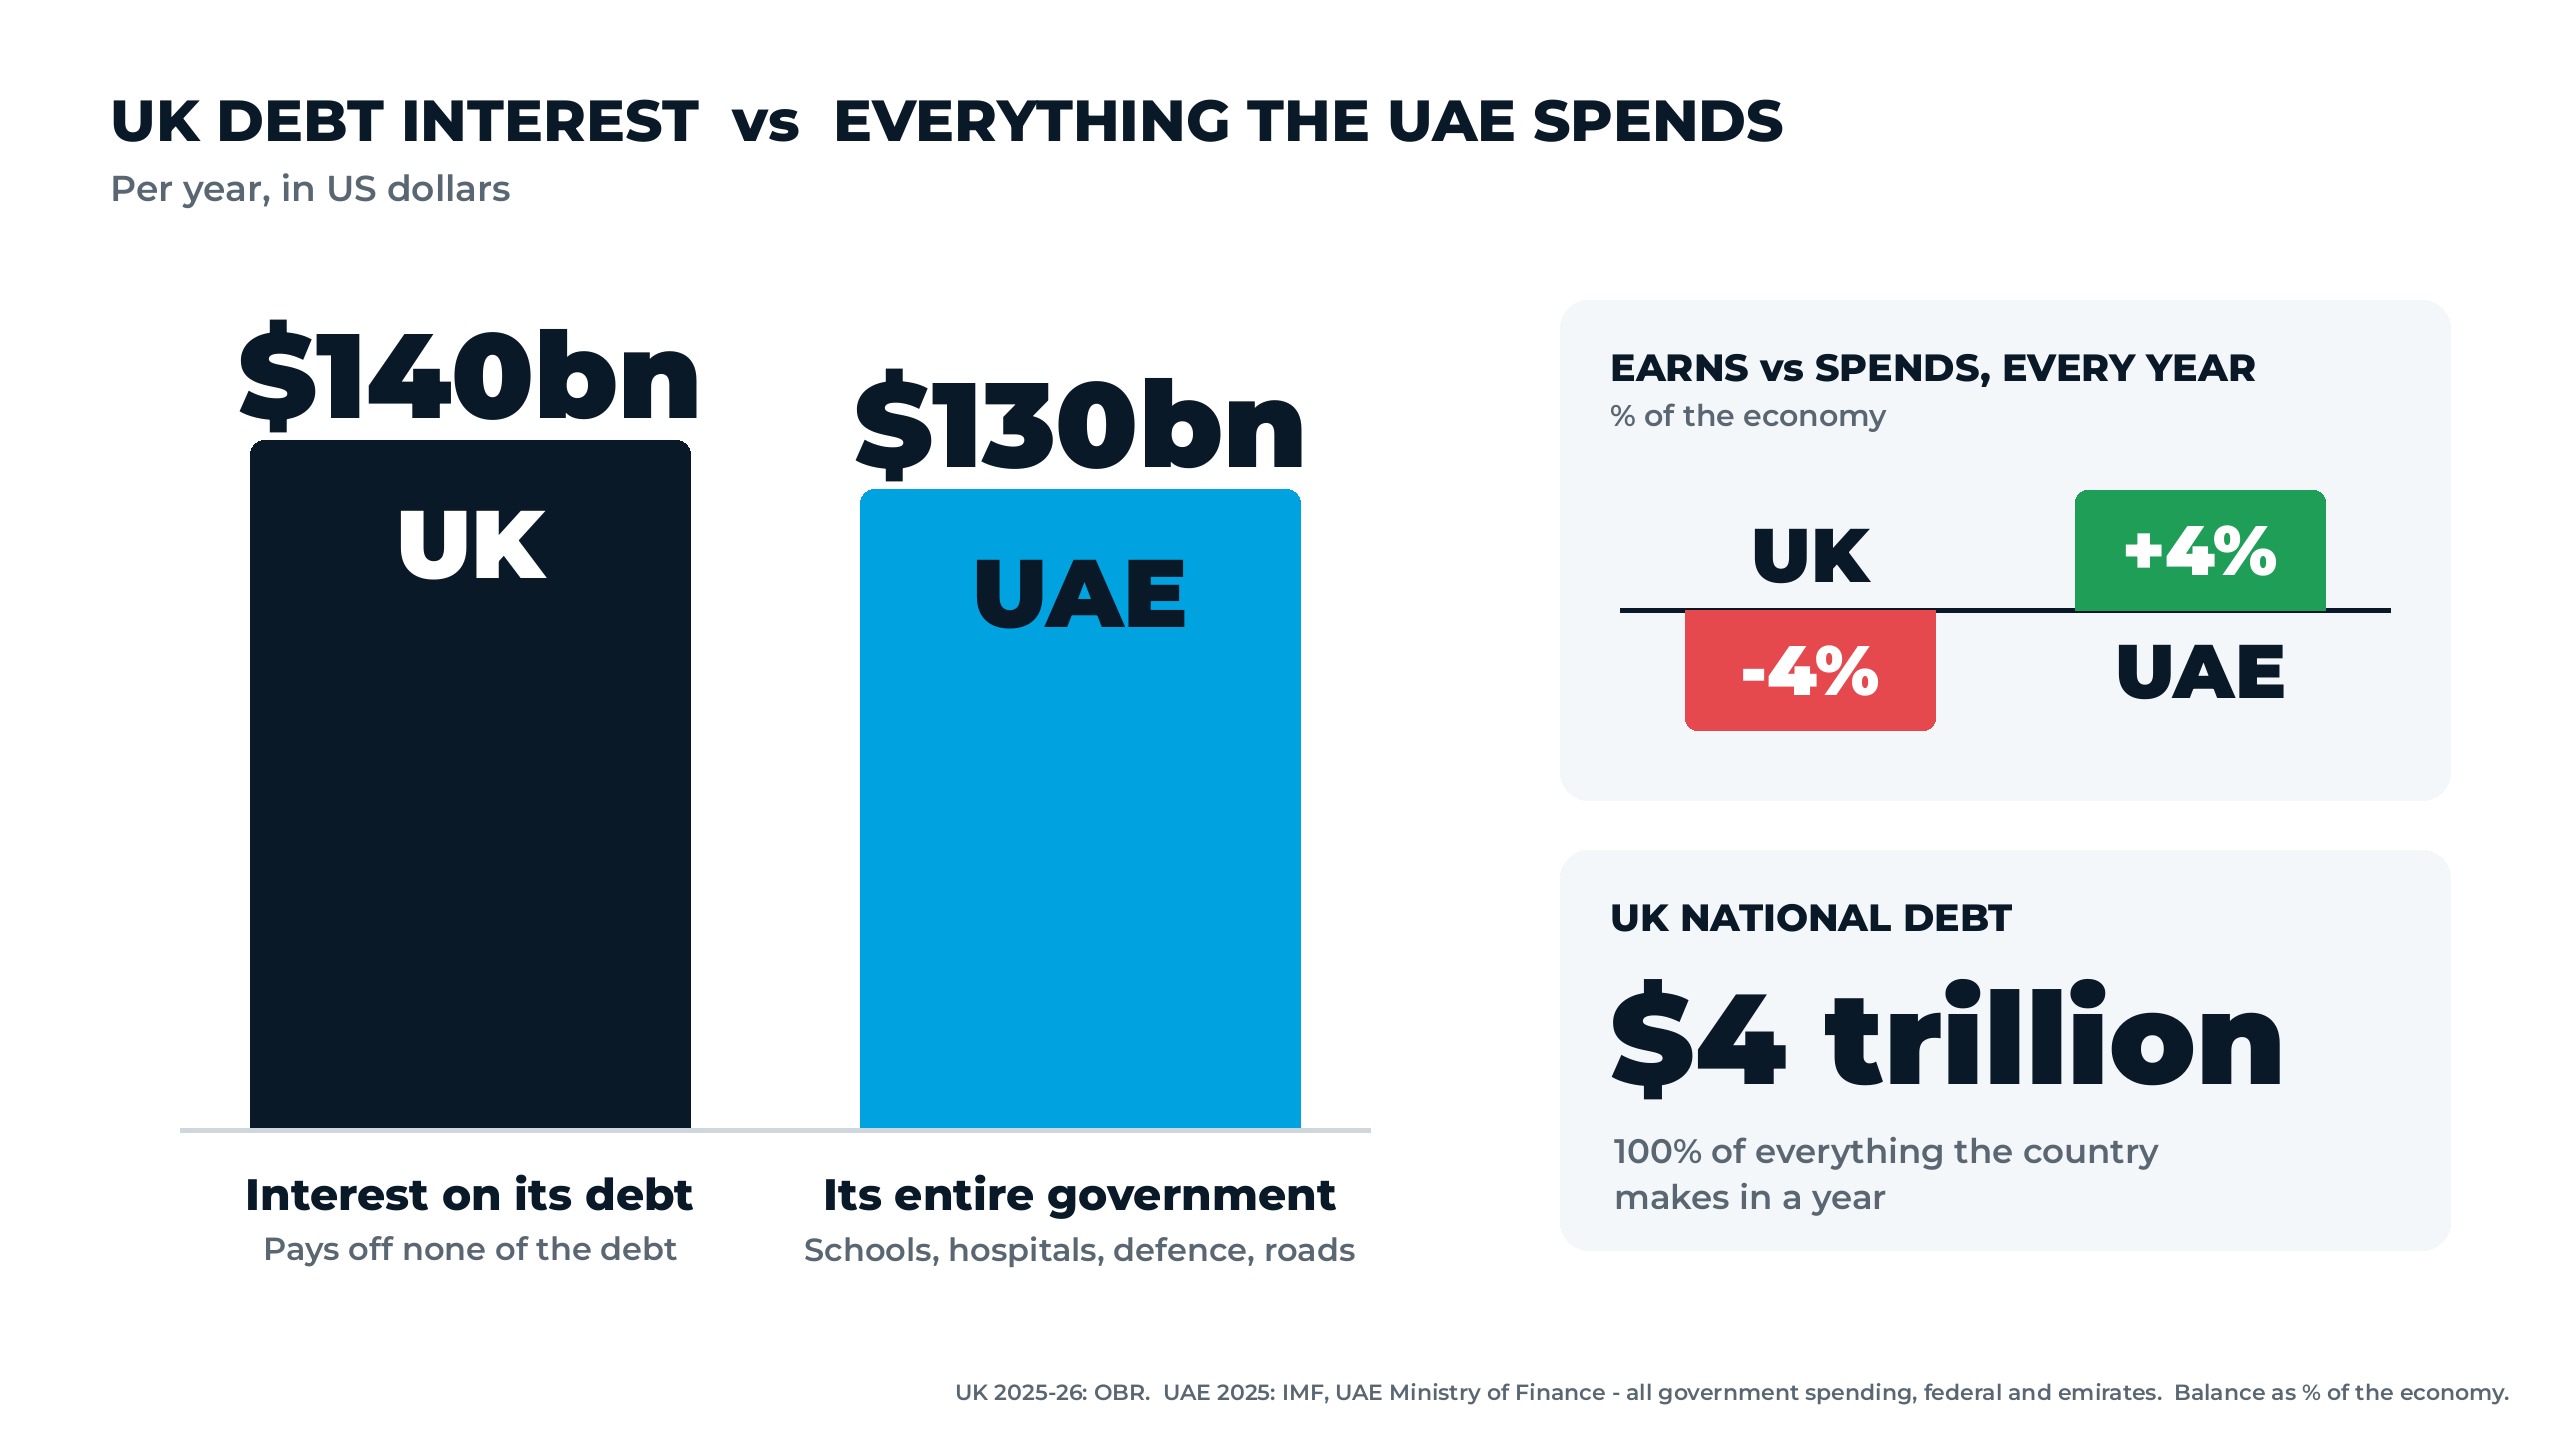 UK DEBT INTEREST vs EVERYTHING THE UAE SPENDS
Per year, in US dollars
$140bn
UK
Interest on its debt
Pays off none of the debt
$130bn
UAE
Its entire government
Schools, hospitals, defence, roads
EARNS vs SPENDS, EVERY YEAR
% of the economy
UK
-4%
+4%
UAE
UK NATIONAL DEBT
$4 trillion
100% of everything the country
makes in a year
UK 2025-26: OBR. UAE 2025: IMF, UAE Ministry of Finance - all government spending, federal and emirates. Balance as % of the economy.